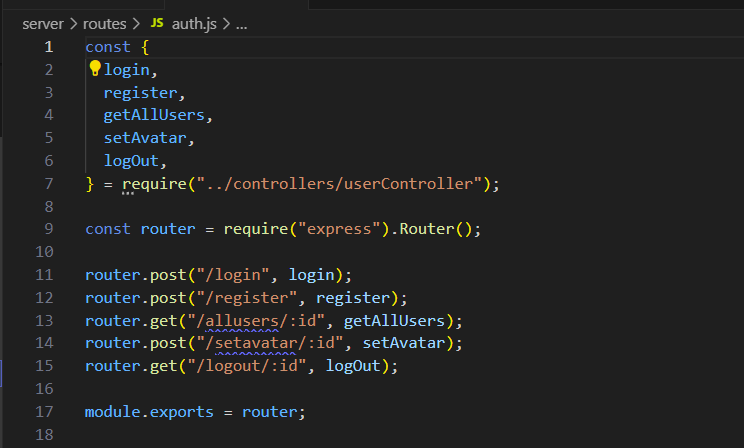 server > routes > JS auth.js > ...
1 const {
2 login,
3 register,
4 getAllUsers,
5 setAvatar,
6 logOut,
7 } = require("../controllers/userController");
8
9 const router = require("express").Router();
10
11 router.post("/login", login);
12 router.post("/register", register);
13 router.get("/allusers/:id", getAllUsers);
14 router.post("/setavatar/:id", setAvatar);
15 router.get("/logout/:id", logOut);
16
17 module.exports = router;
18